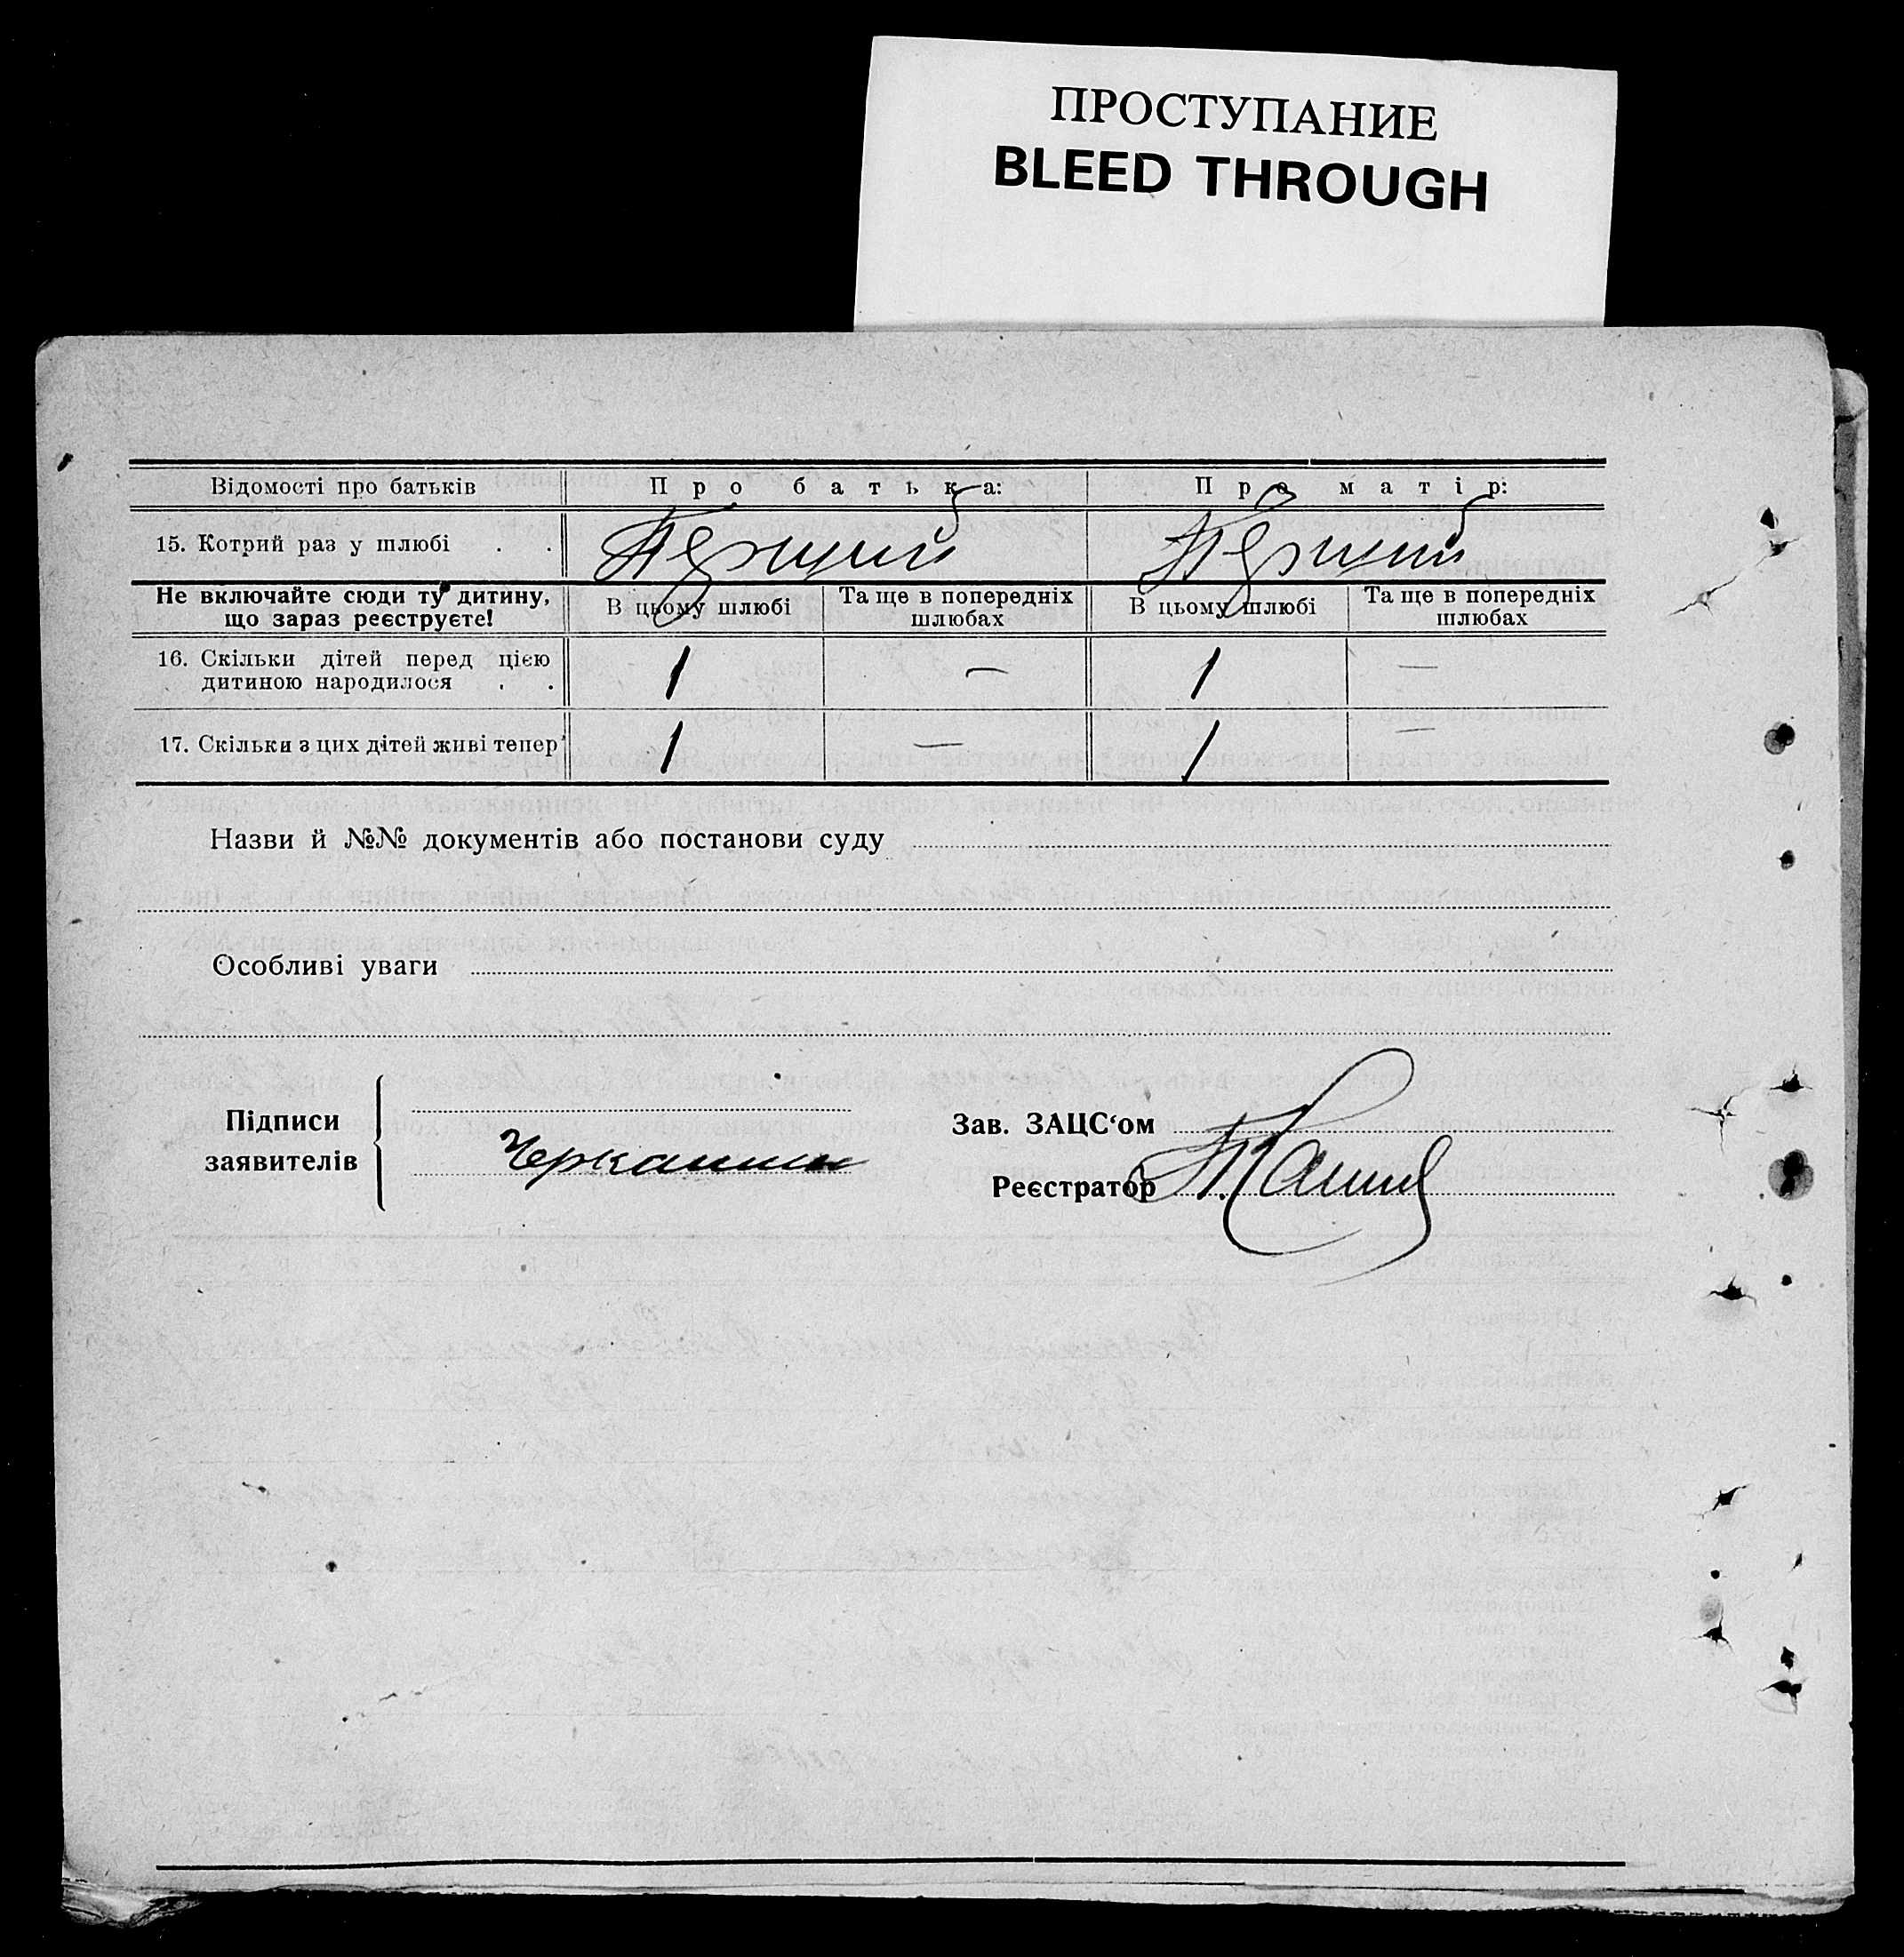 ПРОСТУПАНИЕ
BLEED THROUGH
Відомості про батьків Про батька: Про матір:
15. Котрий раз у шлюбі . . Перший Перший
Не включайте сюди ту дитину, що зараз реєструєте! В цьому шлюбі Та ще в попередніх шлюбах В цьому шлюбі Та ще в попередніх шлюбах
16. Скільки дітей перед цією дитиною народилося . . 1 — 1 —
17. Скільки з цих дітей живі тепер 1 — 1 —
Назви й №№ документів або постанови суду
Особливі уваги
Підписи заявителів
Зав. ЗАЦС‘ом
Реєстратор